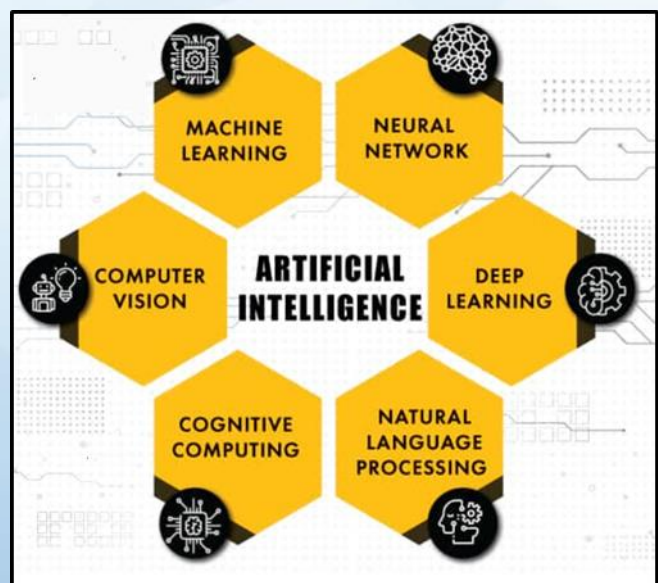 MACHINE
LEARNING
NEURAL
NETWORK
COMPUTER
VISION
ARTIFICIAL
INTELLIGENCE
DEEP
LEARNING
COGNITIVE
COMPUTING
NATURAL
LANGUAGE
PROCESSING